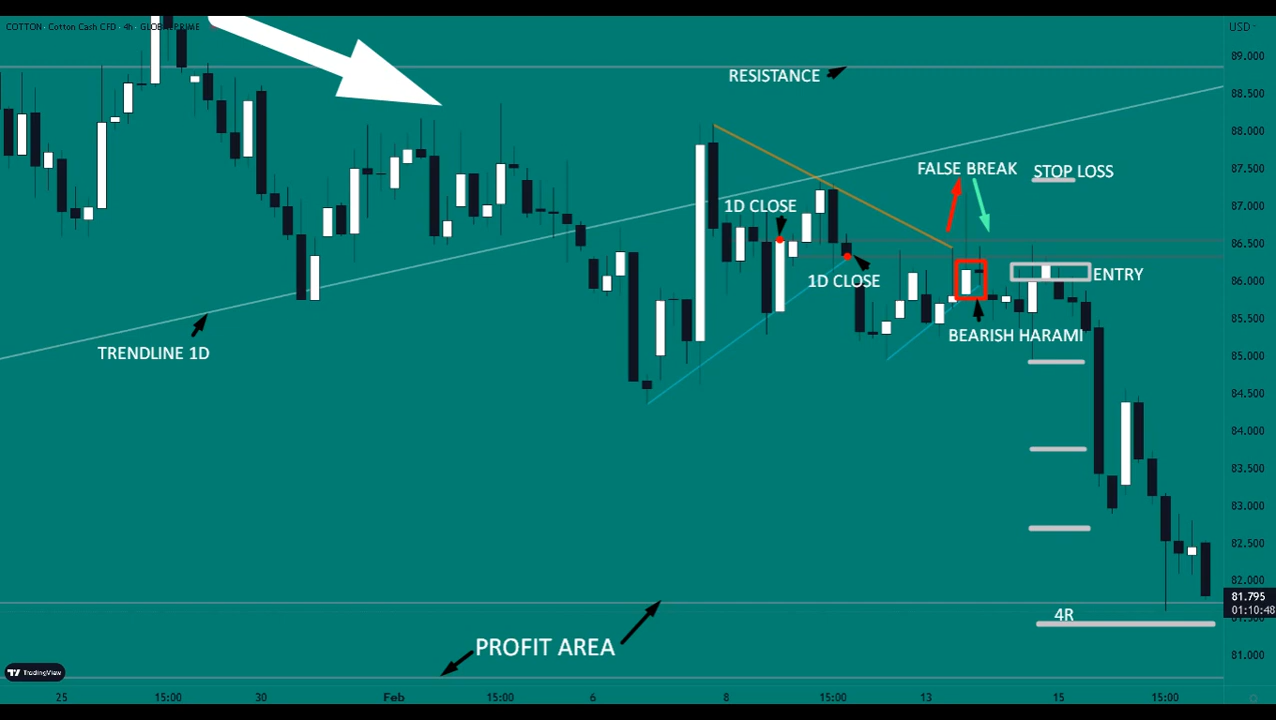 COTTON · Cotton Cash CFD · 4h · GLOBALPRIME
USD
89.000
RESISTANCE
88.500
88.000
87.500
FALSE BREAK
STOP LOSS
87.000
1D CLOSE
86.500
86.000
1D CLOSE
ENTRY
85.500
BEARISH HARAMI
TRENDLINE 1D
85.000
84.500
84.000
83.500
83.000
82.500
82.000
81.795
01:10:48
4R
PROFIT AREA
81.000
TradingView
25
15:00
30
Feb
15:00
6
8
15:00
13
15
15:00